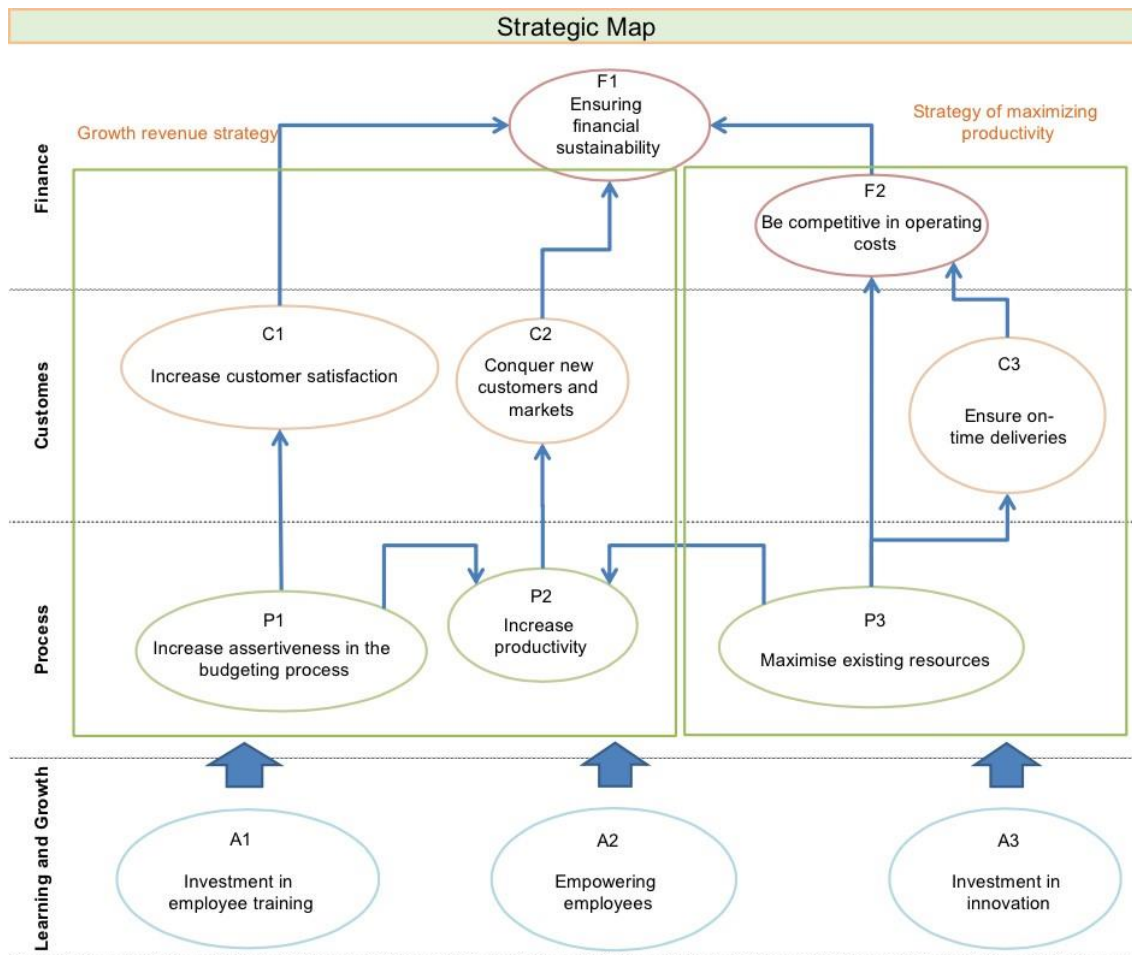 Strategic Map
Growth revenue strategy
F1
Ensuring
financial
sustainability
Strategy of maximizing
productivity
Finance
F2
Be competitive in operating
costs
Customes
C1
Increase customer satisfaction
C2
Conquer new
customers and
markets
C3
Ensure on-
time deliveries
Process
P1
Increase assertiveness in the
budgeting process
P2
Increase
productivity
P3
Maximise existing resources
Learning and Growth
A1
Investment in
employee training
A2
Empowering
employees
A3
Investment in
innovation